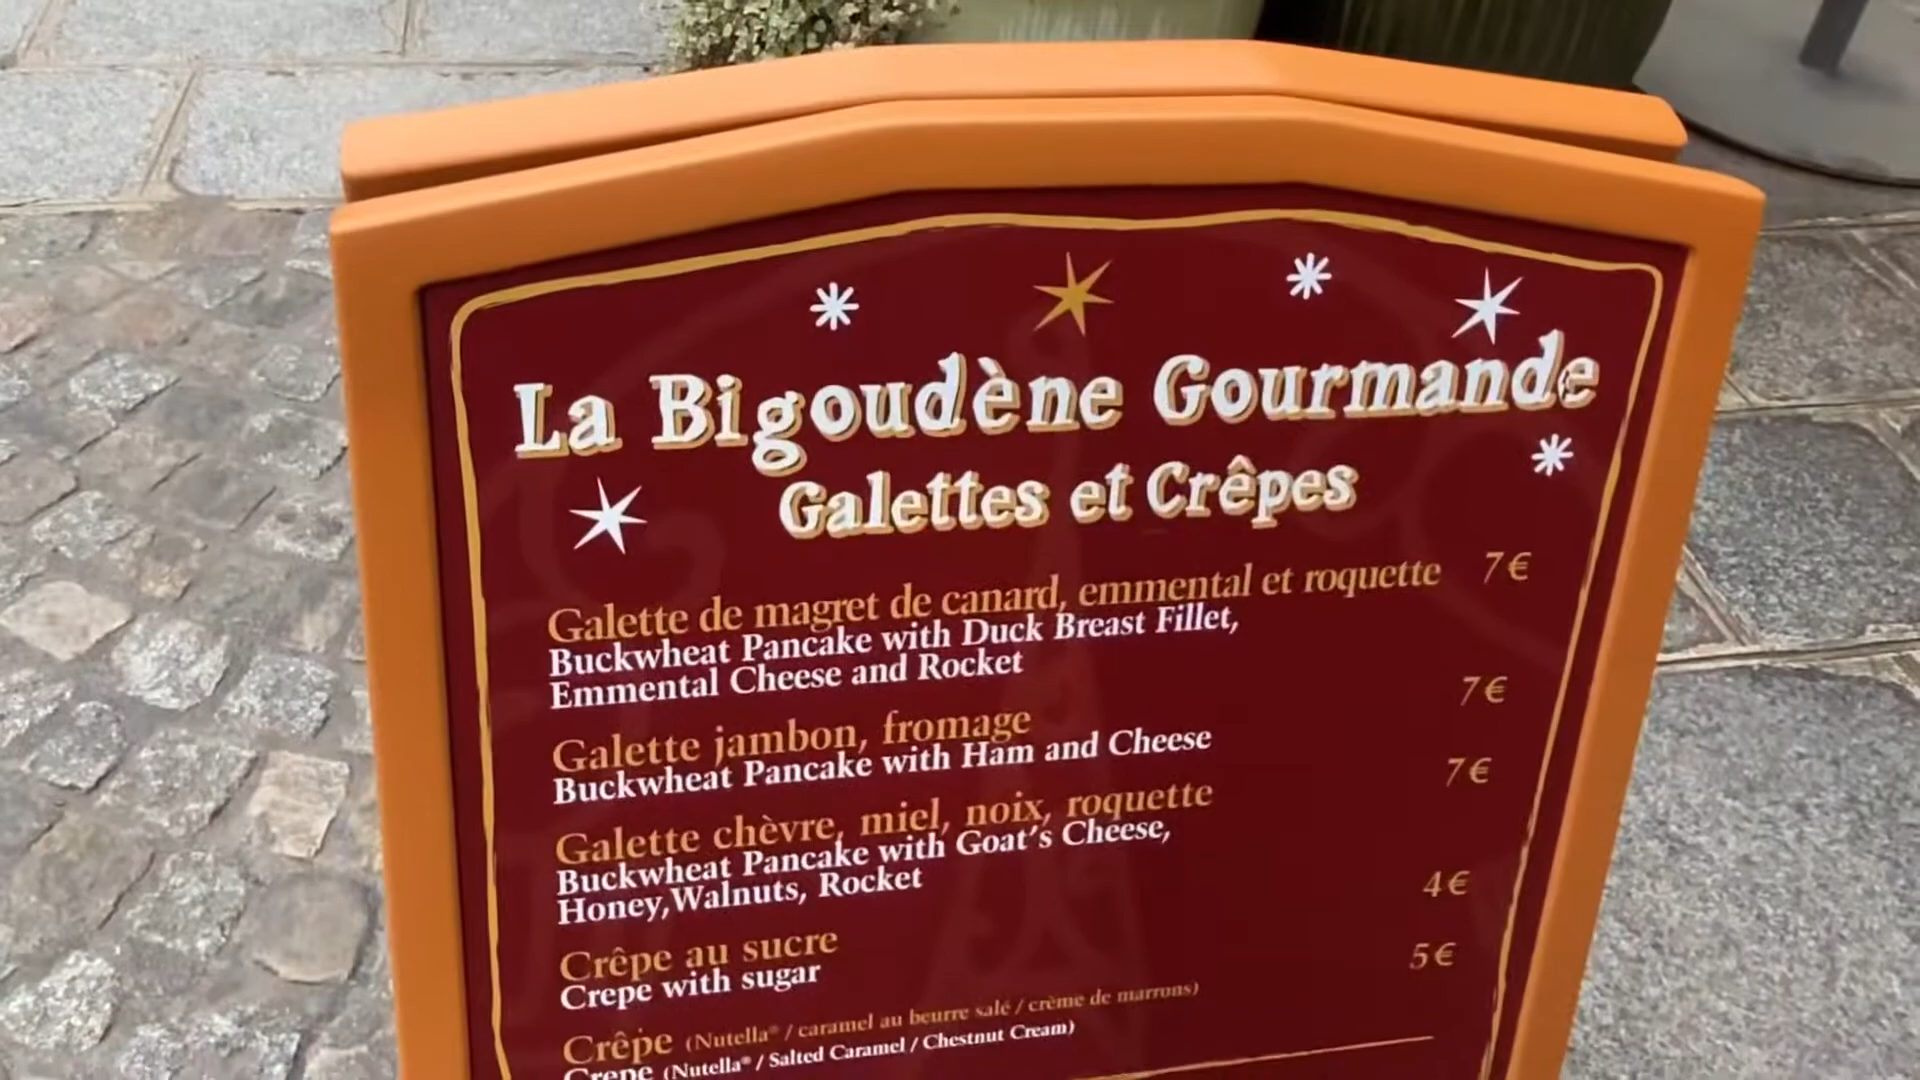 La Bigoudène Gourmande
Galettes et Crêpes
Galette de magret de canard, emmental et roquette 7€
Buckwheat Pancake with Duck Breast Fillet,
Emmental Cheese and Rocket
Galette jambon, fromage 7€
Buckwheat Pancake with Ham and Cheese
Galette chèvre, miel, noix, roquette 7€
Buckwheat Pancake with Goat's Cheese,
Honey,Walnuts, Rocket
Crêpe au sucre 4€
Crepe with sugar
Crêpe (Nutella® / caramel au beurre salé / crème de marrons) 5€
Crepe (Nutella® / Salted Caramel / Chestnut Cream)